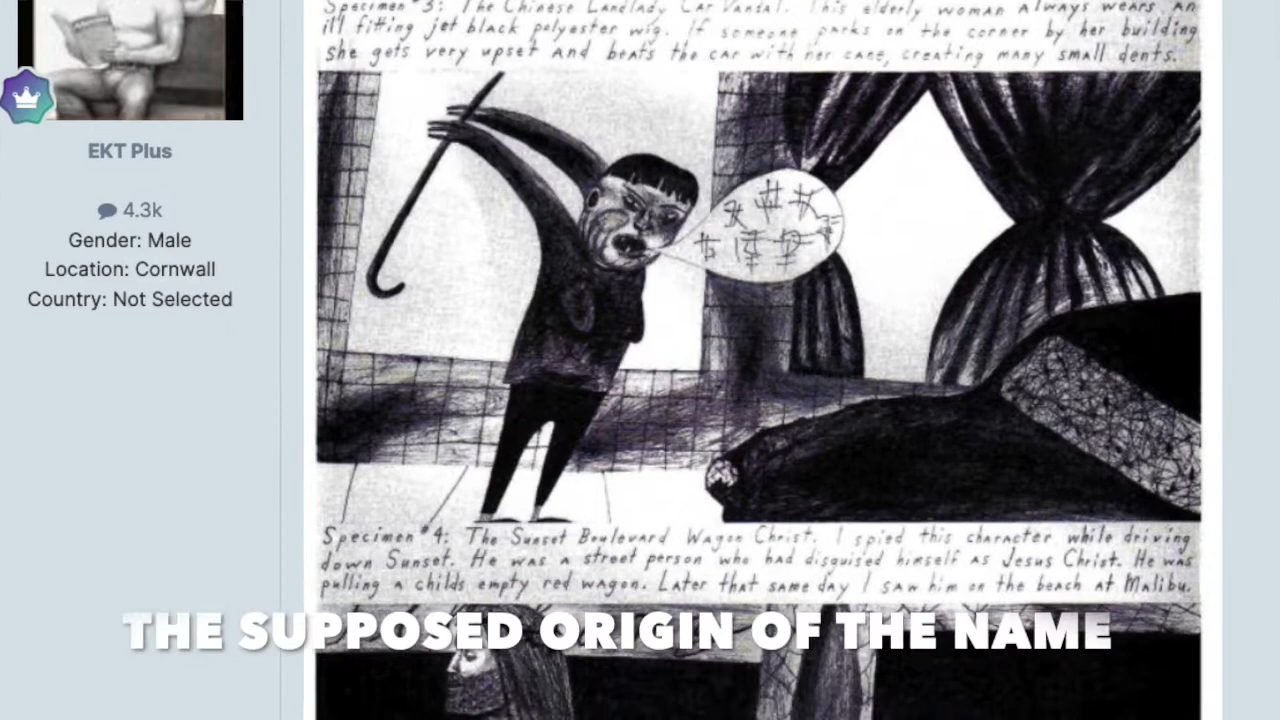 EKT Plus
4.3k
Gender: Male
Location: Cornwall
Country: Not Selected
Specimen #3: The Chinese Landlady Car Vandal. This elderly woman always wears an
ill fitting jet black polyester wig. If someone parks on the corner by her building
she gets very upset and beats the car with her cane, creating many small dents.
Specimen #4: The Sunset Boulevard Wagon Christ. I spied this character while driving
down Sunset. He was a street person who had disguised himself as Jesus Christ. He was
pulling a childs empty red wagon. Later that same day I saw him on the beach at Malibu.
THE SUPPOSED ORIGIN OF THE NAME